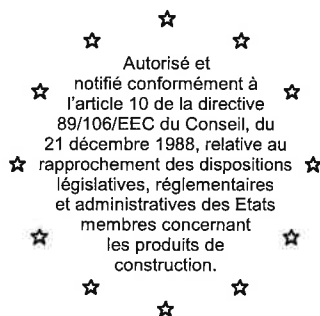 Autorisé et
notifié conformément à
l'article 10 de la directive
89/106/EEC du Conseil, du
21 décembre 1988, relative au
rapprochement des dispositions
législatives, réglementaires
et administratives des Etats
membres concernant
les produits de
construction.